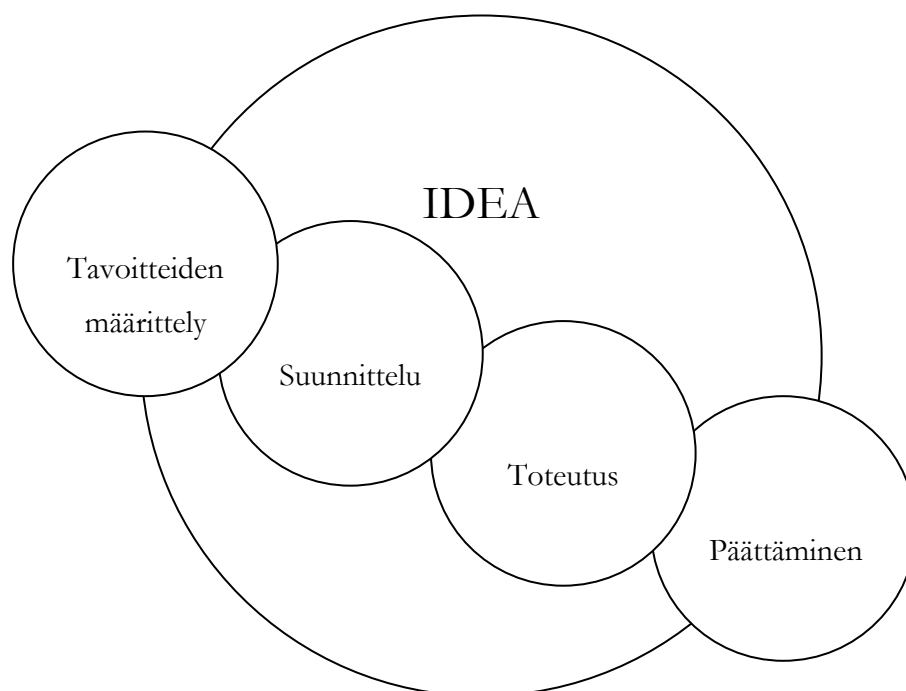 IDEA
Tavoitteiden
määrittely
Suunnittelu
Toteutus
Päättäminen